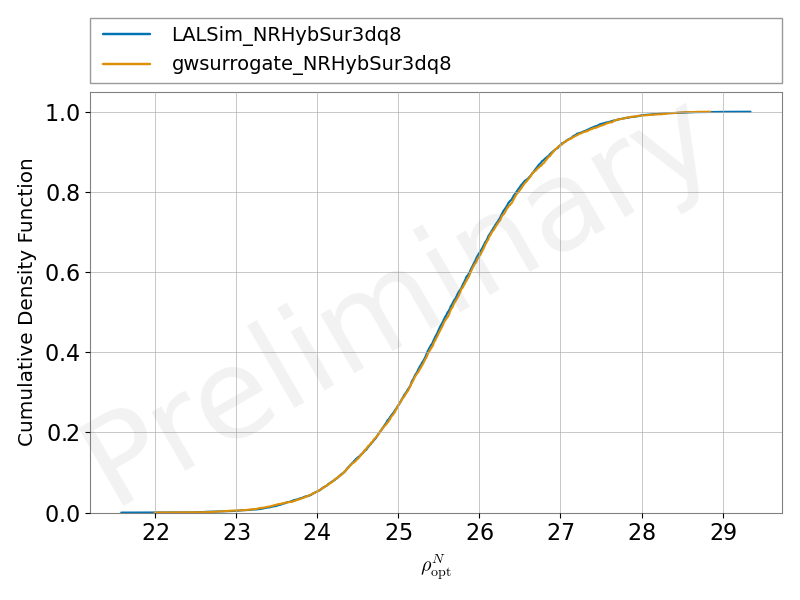 LALSim_NRHybSur3dq8
gwsurrogate_NRHybSur3dq8
1.0
0.8
0.6
0.4
0.2
0.0
Cumulative Density Function
Preliminary
22 23 24 25 26 27 28 29
ρ^N_opt